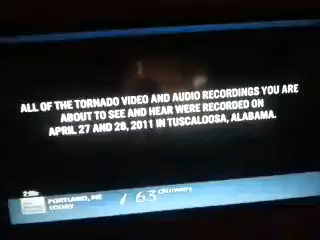 ALL OF THE TORNADO VIDEO AND AUDIO RECORDINGS YOU ARE
ABOUT TO SEE AND HEAR WERE RECORDED ON
APRIL 27 AND 28, 2011 IN TUSCALOOSA, ALABAMA.
PORTLAND, ME
TODAY
63